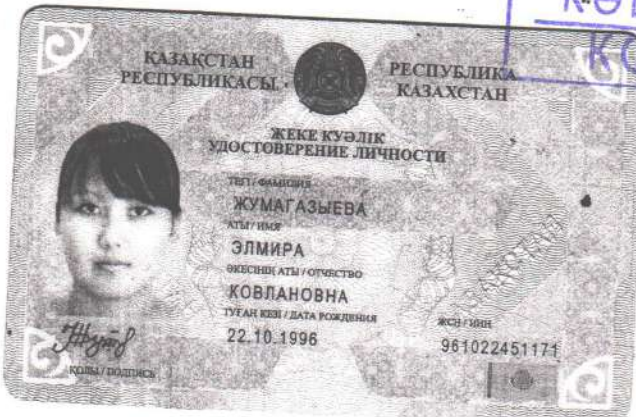 ҚАЗАҚСТАН
РЕСПУБЛИКАСЫ
РЕСПУБЛИКА
КАЗАХСТАН
ЖЕКЕ КУӘЛІК
УДОСТОВЕРЕНИЕ ЛИЧНОСТИ
ТЕГІ / ФАМИЛИЯ
ЖУМАГАЗЫЕВА
АТЫ / ИМЯ
ЭЛМИРА
ӘКЕСІНІҢ АТЫ / ОТЧЕСТВО
КОВЛАНОВНА
ТУҒАН КҮНІ / ДАТА РОЖДЕНИЯ
22.10.1996
ЖСН / ИИН
961022451171
ҚОЛЫ / ПОДПИСЬ